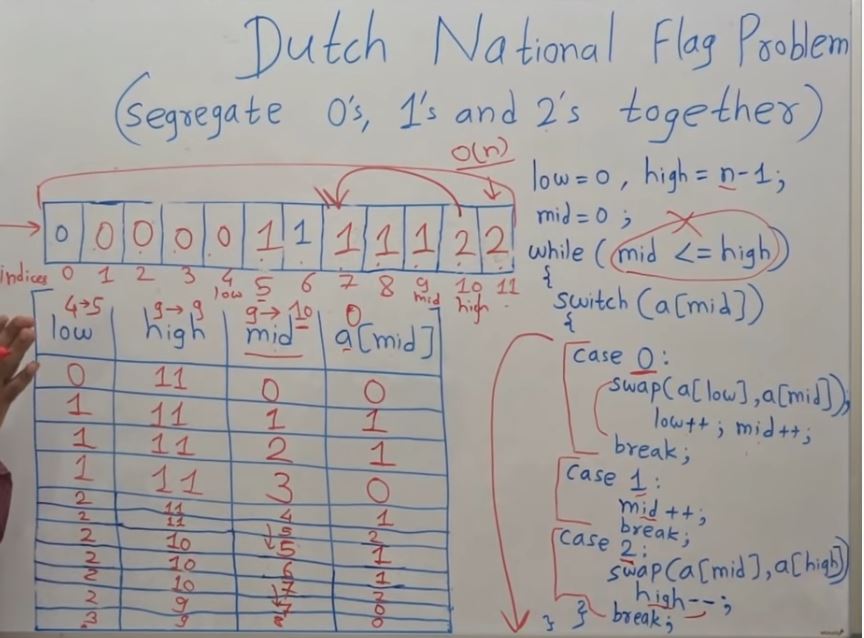 Dutch National Flag Problem
(segregate 0's, 1's and 2's together)
O(n)
0 0 0 0 0 1 1 1 1 1 2 2
indices 0 1 2 3 4 5 6 7 8 9 10 11
low mid high
4→5 9→9 9→10 0
low high mid a[mid]
0 11 0 0
1 11 1 1
1 11 2 1
1 11 3 0
2 11 4 1
2 11 5 2
2 10 5 1
2 10 6 1
2 10 7 2
2 9 7 0
3 9 8 0
low=0, high=n-1;
mid=0;
while (mid <= high)
{
switch (a[mid])
{
case 0:
swap(a[low],a[mid]);
low++; mid++;
break;
case 1:
mid++;
break;
case 2:
swap(a[mid],a[high])
high--;
break;
} }